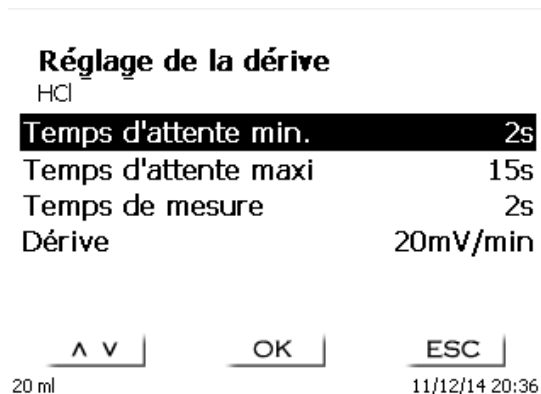 Réglage de la dérive
HCl
Temps d'attente min. 2s
Temps d'attente maxi 15s
Temps de mesure 2s
Dérive 20mV/min
∧ ∨ OK ESC
20 ml 11/12/14 20:36